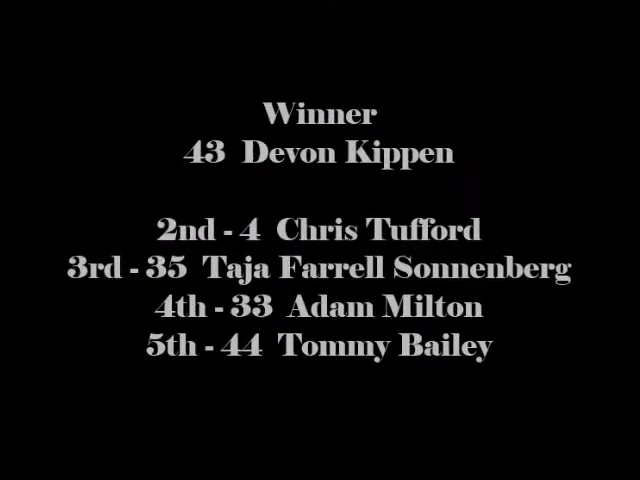 Winner
43 Devon Kippen
2nd - 4 Chris Tufford
3rd - 35 Taja Farrell Sonnenberg
4th - 33 Adam Milton
5th - 44 Tommy Bailey